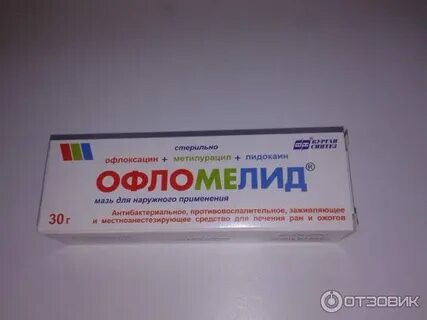 стерильно
офлоксацин + метилурацил + лидокаин
СИНТЕЗ
ОФЛОМЕЛИД®
мазь для наружного применения
30 г
Антибактериальное, противовоспалительное, заживляющее
и местноанестезирующее средство для лечения ран и ожогов
ОТЗОВИК